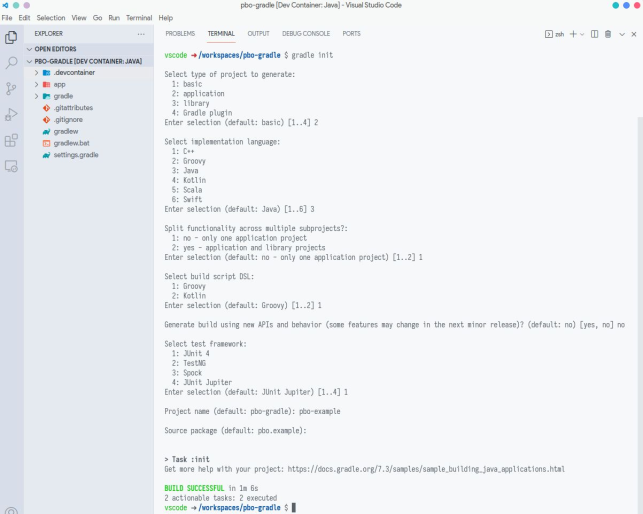 pbo-gradle [Dev Container: Java] - Visual Studio Code
File Edit Selection View Go Run Terminal Help
EXPLORER ···
OPEN EDITORS
PBO-GRADLE [DEV CONTAINER: JAVA]
.devcontainer
app
gradle
.gitattributes
.gitignore
gradlew
gradlew.bat
settings.gradle
PROBLEMS TERMINAL OUTPUT DEBUG CONSOLE PORTS
zsh
vscode → /workspaces/pbo-gradle $ gradle init
Select type of project to generate:
1: basic
2: application
3: library
4: Gradle plugin
Enter selection (default: basic) [1..4] 2
Select implementation language:
1: C++
2: Groovy
3: Java
4: Kotlin
5: Scala
6: Swift
Enter selection (default: Java) [1..6] 3
Split functionality across multiple subprojects?:
1: no - only one application project
2: yes - application and library projects
Enter selection (default: no - only one application project) [1..2] 1
Select build script DSL:
1: Groovy
2: Kotlin
Enter selection (default: Groovy) [1..2] 1
Generate build using new APIs and behavior (some features may change in the next minor release)? (default: no) [yes, no] no
Select test framework:
1: JUnit 4
2: TestNG
3: Spock
4: JUnit Jupiter
Enter selection (default: JUnit Jupiter) [1..4] 1
Project name (default: pbo-gradle): pbo-example
Source package (default: pbo.example):
> Task :init
Get more help with your project: https://docs.gradle.org/7.3/samples/sample_building_java_applications.html
BUILD SUCCESSFUL in 1m 6s
2 actionable tasks: 2 executed
vscode → /workspaces/pbo-gradle $